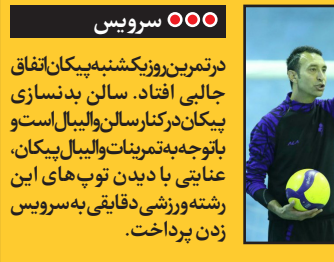 سرویس
در تمرین روز یکشنبه پیکان اتفاق
جالبی افتاد. سالن بدنسازی
پیکان در کنار سالن والیبال است و
با توجه به تمرینات والیبال پیکان،
عنایتی با دیدن توپ‌های این
رشته ورزشی دقایقی به سرویس
زدن پرداخت.